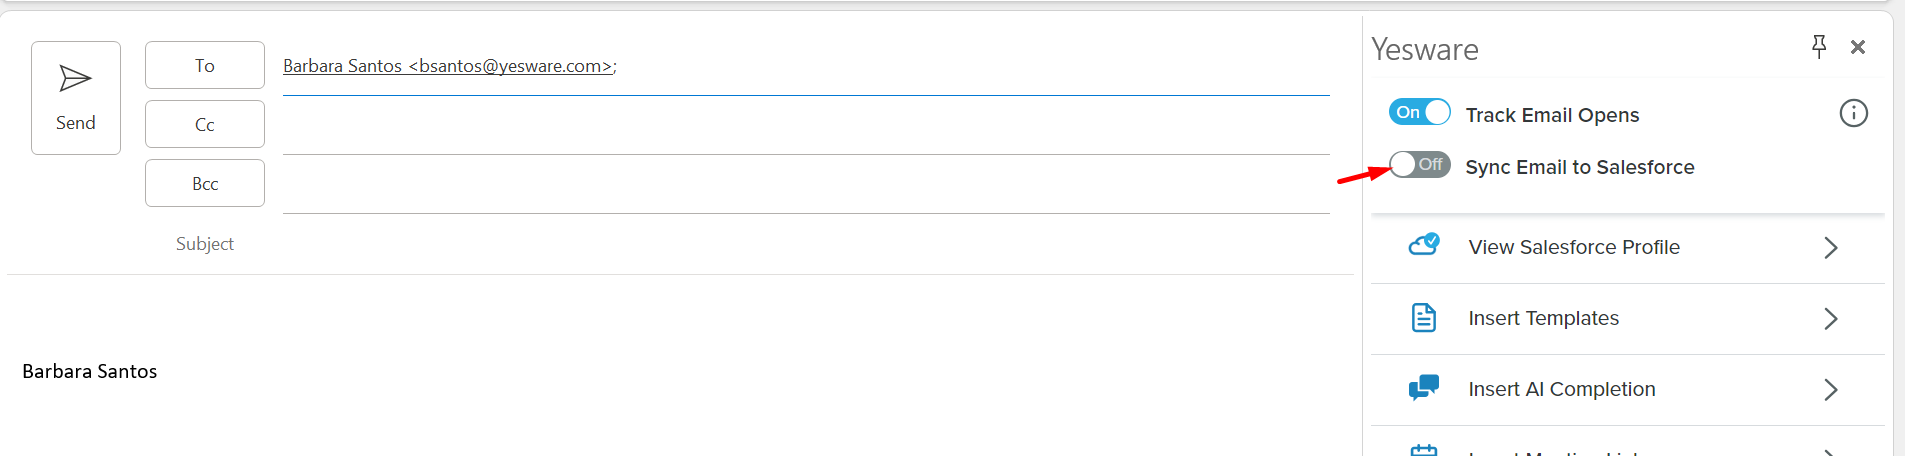 Send
To
Barbara Santos <bsantos@yesware.com>;
Cc
Bcc
Subject
Barbara Santos
Yesware
On Track Email Opens
Off Sync Email to Salesforce
View Salesforce Profile
Insert Templates
Insert AI Completion